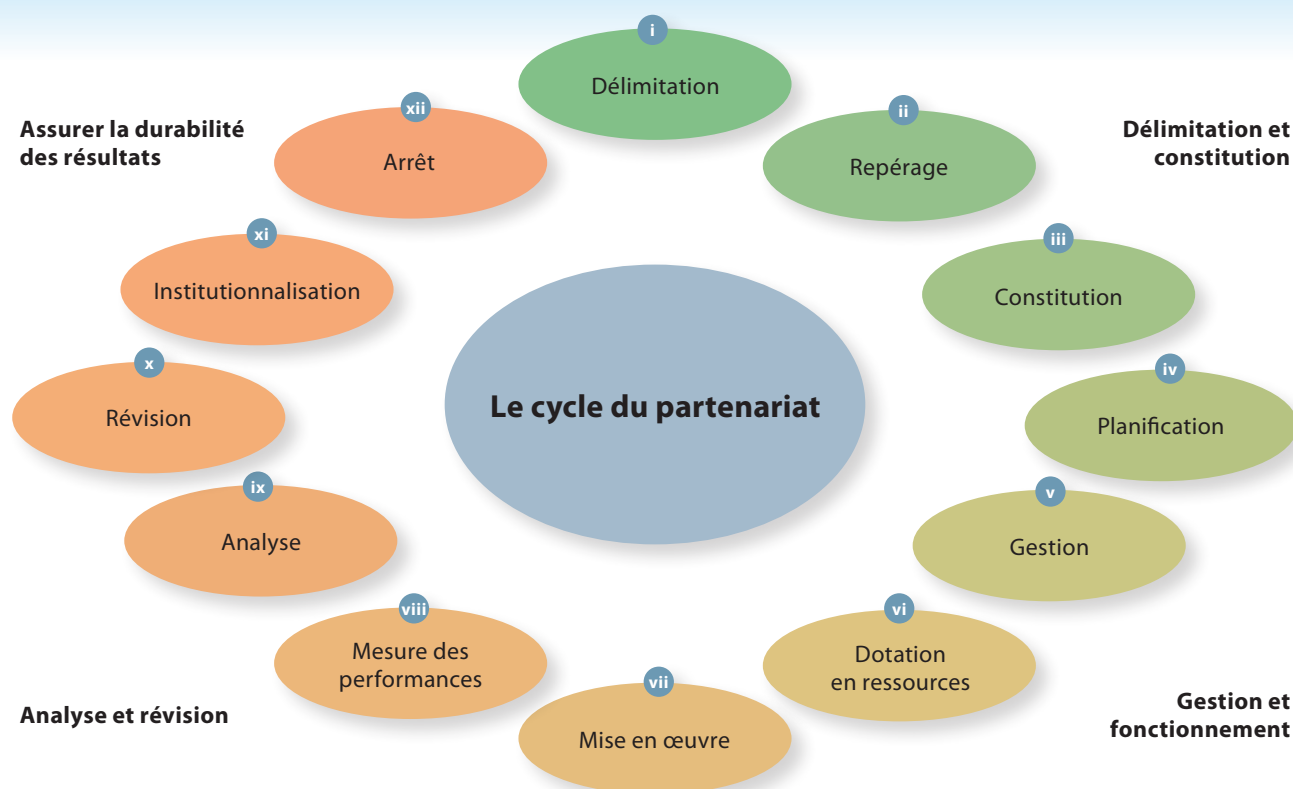 i
Délimitation
ii
Repérage
iii
Constitution
iv
Planification
v
Gestion
vi
Dotation
en ressources
vii
Mise en œuvre
viii
Mesure des
performances
ix
Analyse
x
Révision
xi
Institutionnalisation
xii
Arrêt
Le cycle du partenariat
Délimitation et
constitution
Gestion et
fonctionnement
Analyse et révision
Assurer la durabilité
des résultats